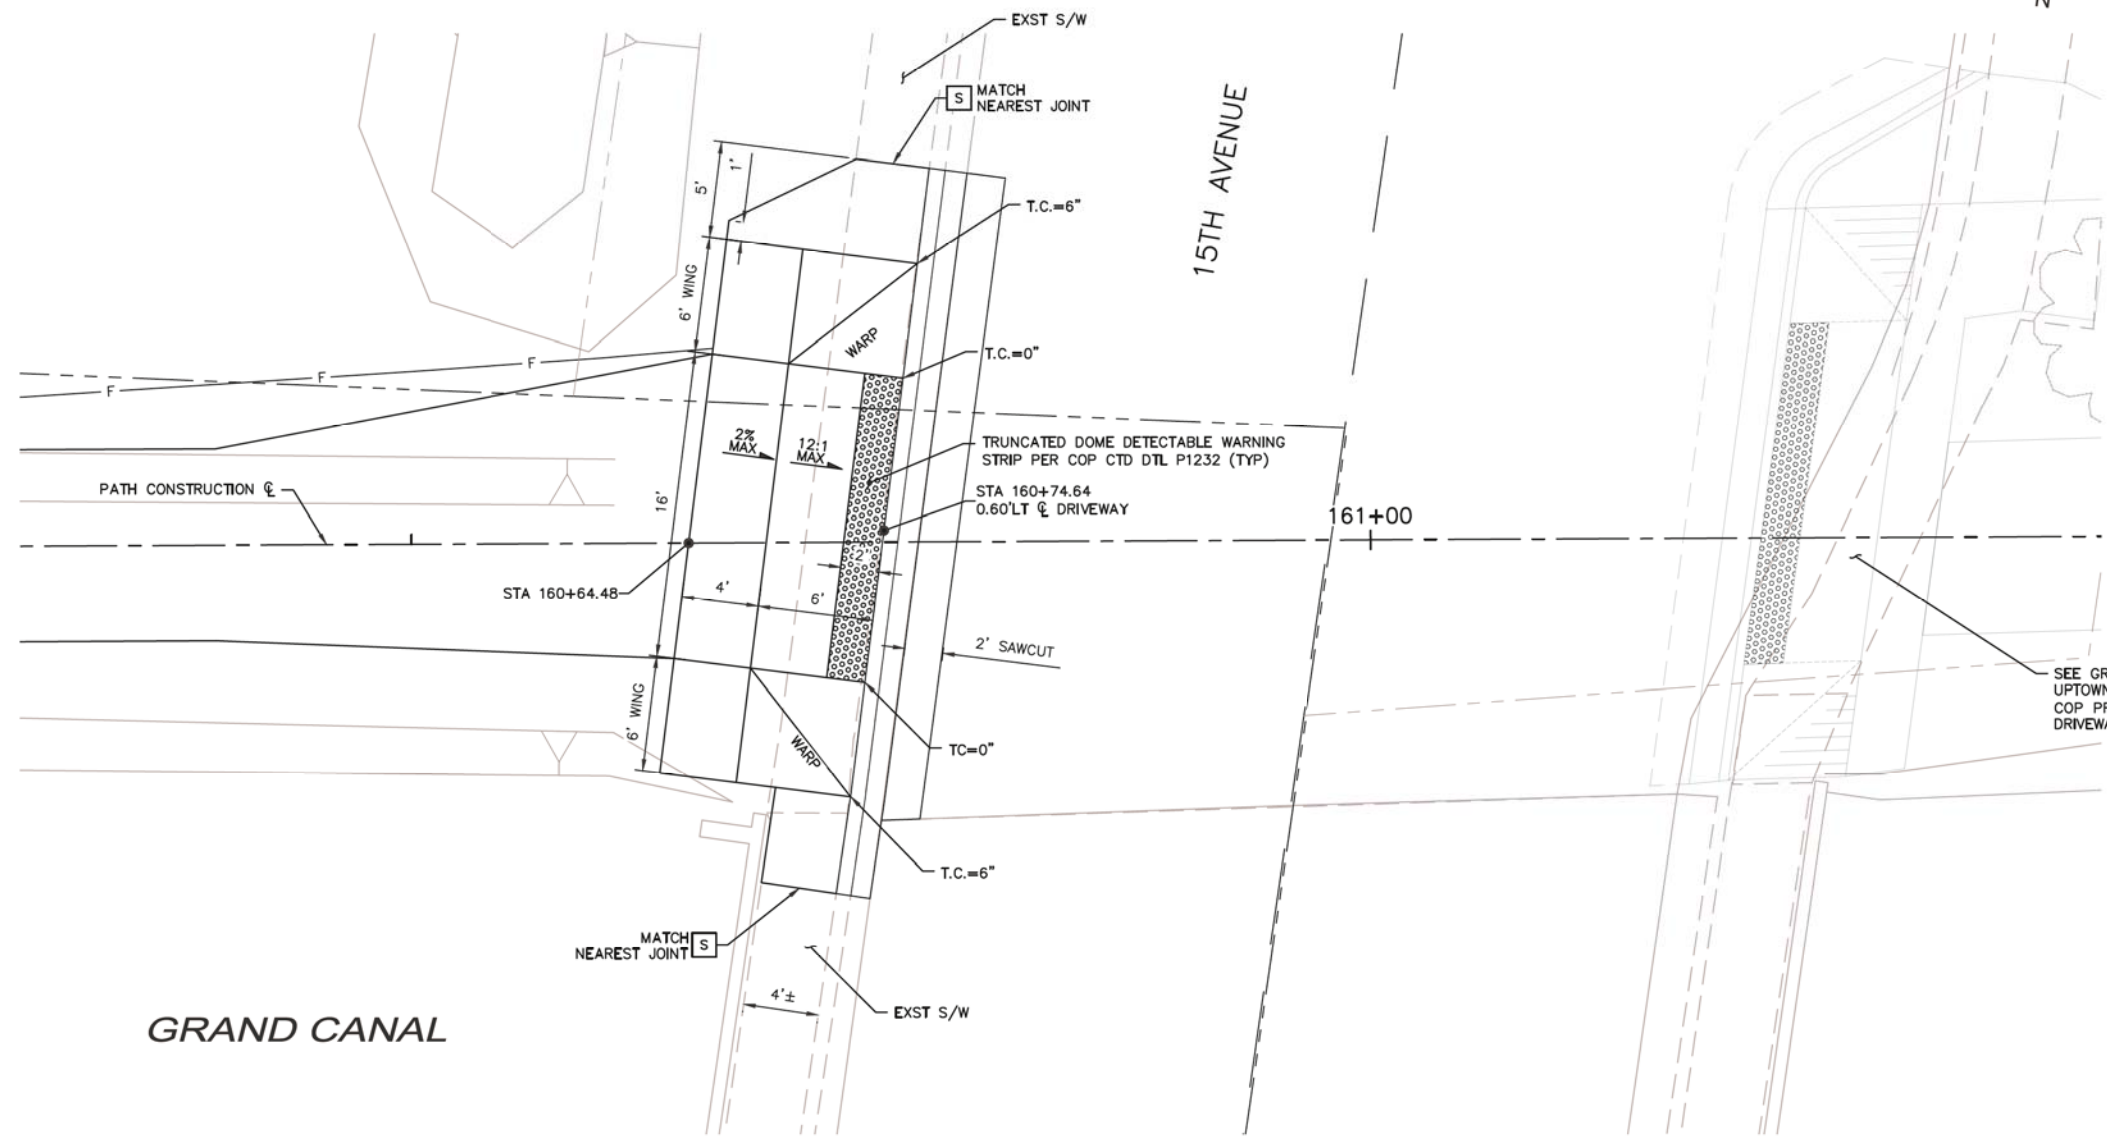 N
EXST S/W
S MATCH
NEAREST JOINT
15TH AVENUE
1'
5'
T.C.=6"
6' WING
WARP
T.C.=0"
F
F
F
2%
MAX
12:1
MAX
TRUNCATED DOME DETECTABLE WARNING
STRIP PER COP CTD DTL P1232 (TYP)
PATH CONSTRUCTION ℄
16'
STA 160+74.64
0.60'LT ℄ DRIVEWAY
161+00
2'
STA 160+64.48
4'
6'
2' SAWCUT
6' WING
WARP
TC=0"
SEE GR
UPTOWN
COP
DRIVEWA
T.C.=6"
MATCH S
NEAREST JOINT
4'±
EXST S/W
GRAND CANAL